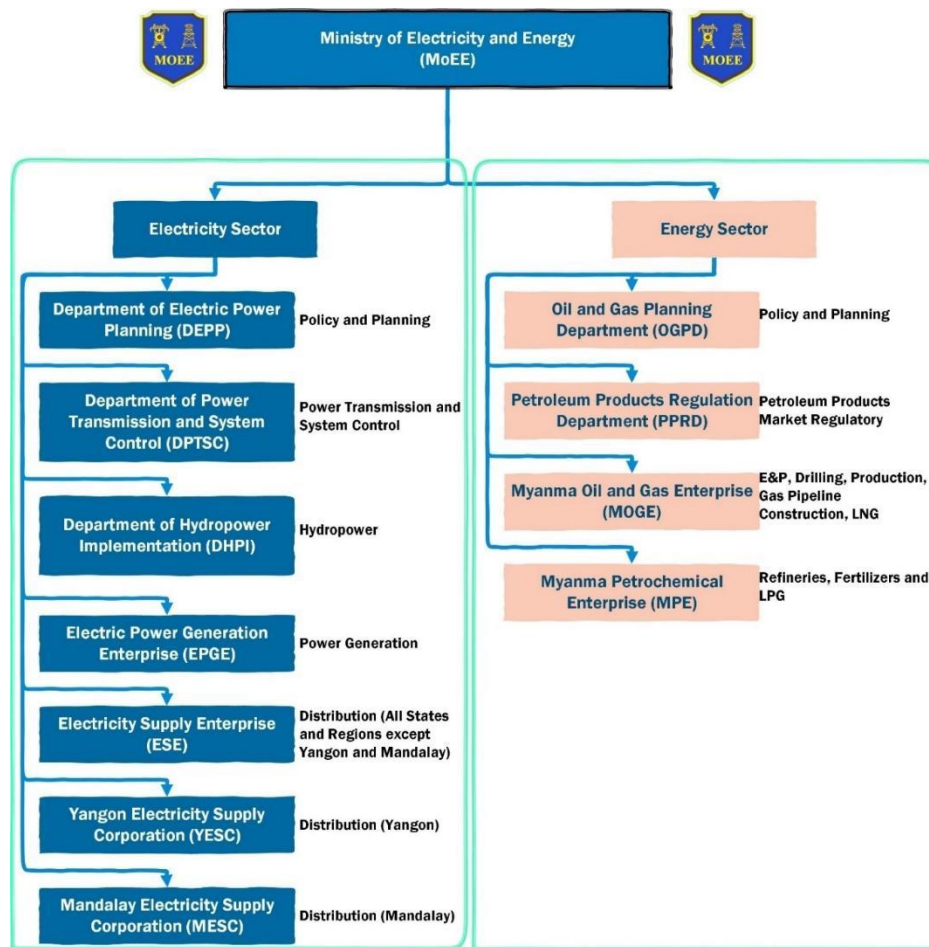 MOEE
Ministry of Electricity and Energy
(MoEE)
MOEE
Electricity Sector
Department of Electric Power
Planning (DEPP)
Policy and Planning
Department of Power
Transmission and System
Control (DPTSC)
Power Transmission and
System Control
Department of Hydropower
Implementation (DHPI)
Hydropower
Electric Power Generation
Enterprise (EPGE)
Power Generation
Electricity Supply Enterprise
(ESE)
Distribution (All States
and Regions except
Yangon and Mandalay)
Yangon Electricity Supply
Corporation (YESC)
Distribution (Yangon)
Mandalay Electricity Supply
Corporation (MESC)
Distribution (Mandalay)
Energy Sector
Oil and Gas Planning
Department (OGPD)
Policy and Planning
Petroleum Products Regulation
Department (PPRD)
Petroleum Products
Market Regulatory
Myanma Oil and Gas Enterprise
(MOGE)
E&P, Drilling, Production,
Gas Pipeline
Construction, LNG
Myanma Petrochemical
Enterprise (MPE)
Refineries, Fertilizers and
LPG